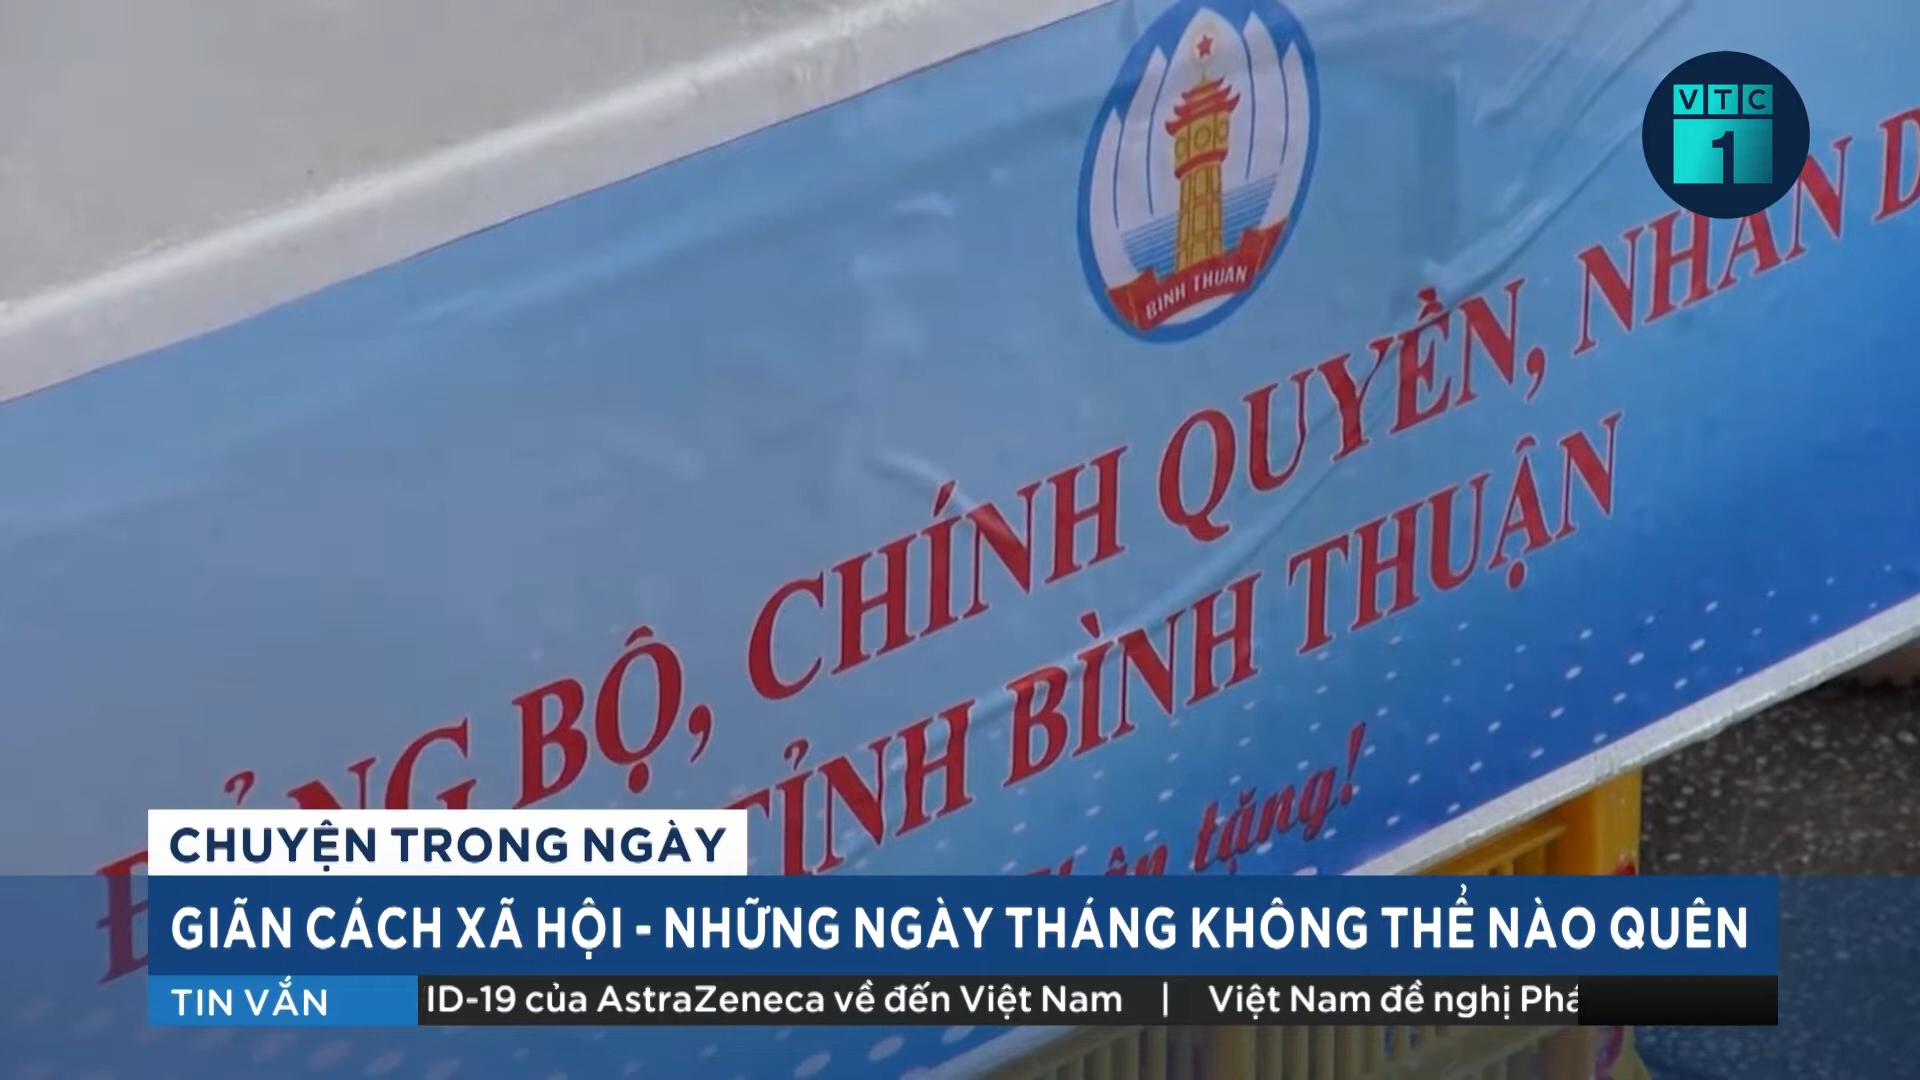 VTC
1
BÌNH THUẬN
ĐẢNG BỘ, CHÍNH QUYỀN, NHÂN D
TỈNH BÌNH THUẬN
tặng!
CHUYỆN TRONG NGÀY
GIÃN CÁCH XÃ HỘI - NHỮNG NGÀY THÁNG KHÔNG THỂ NÀO QUÊN
TIN VẮN
ID-19 của AstraZeneca về đến Việt Nam | Việt Nam đề nghị Phá